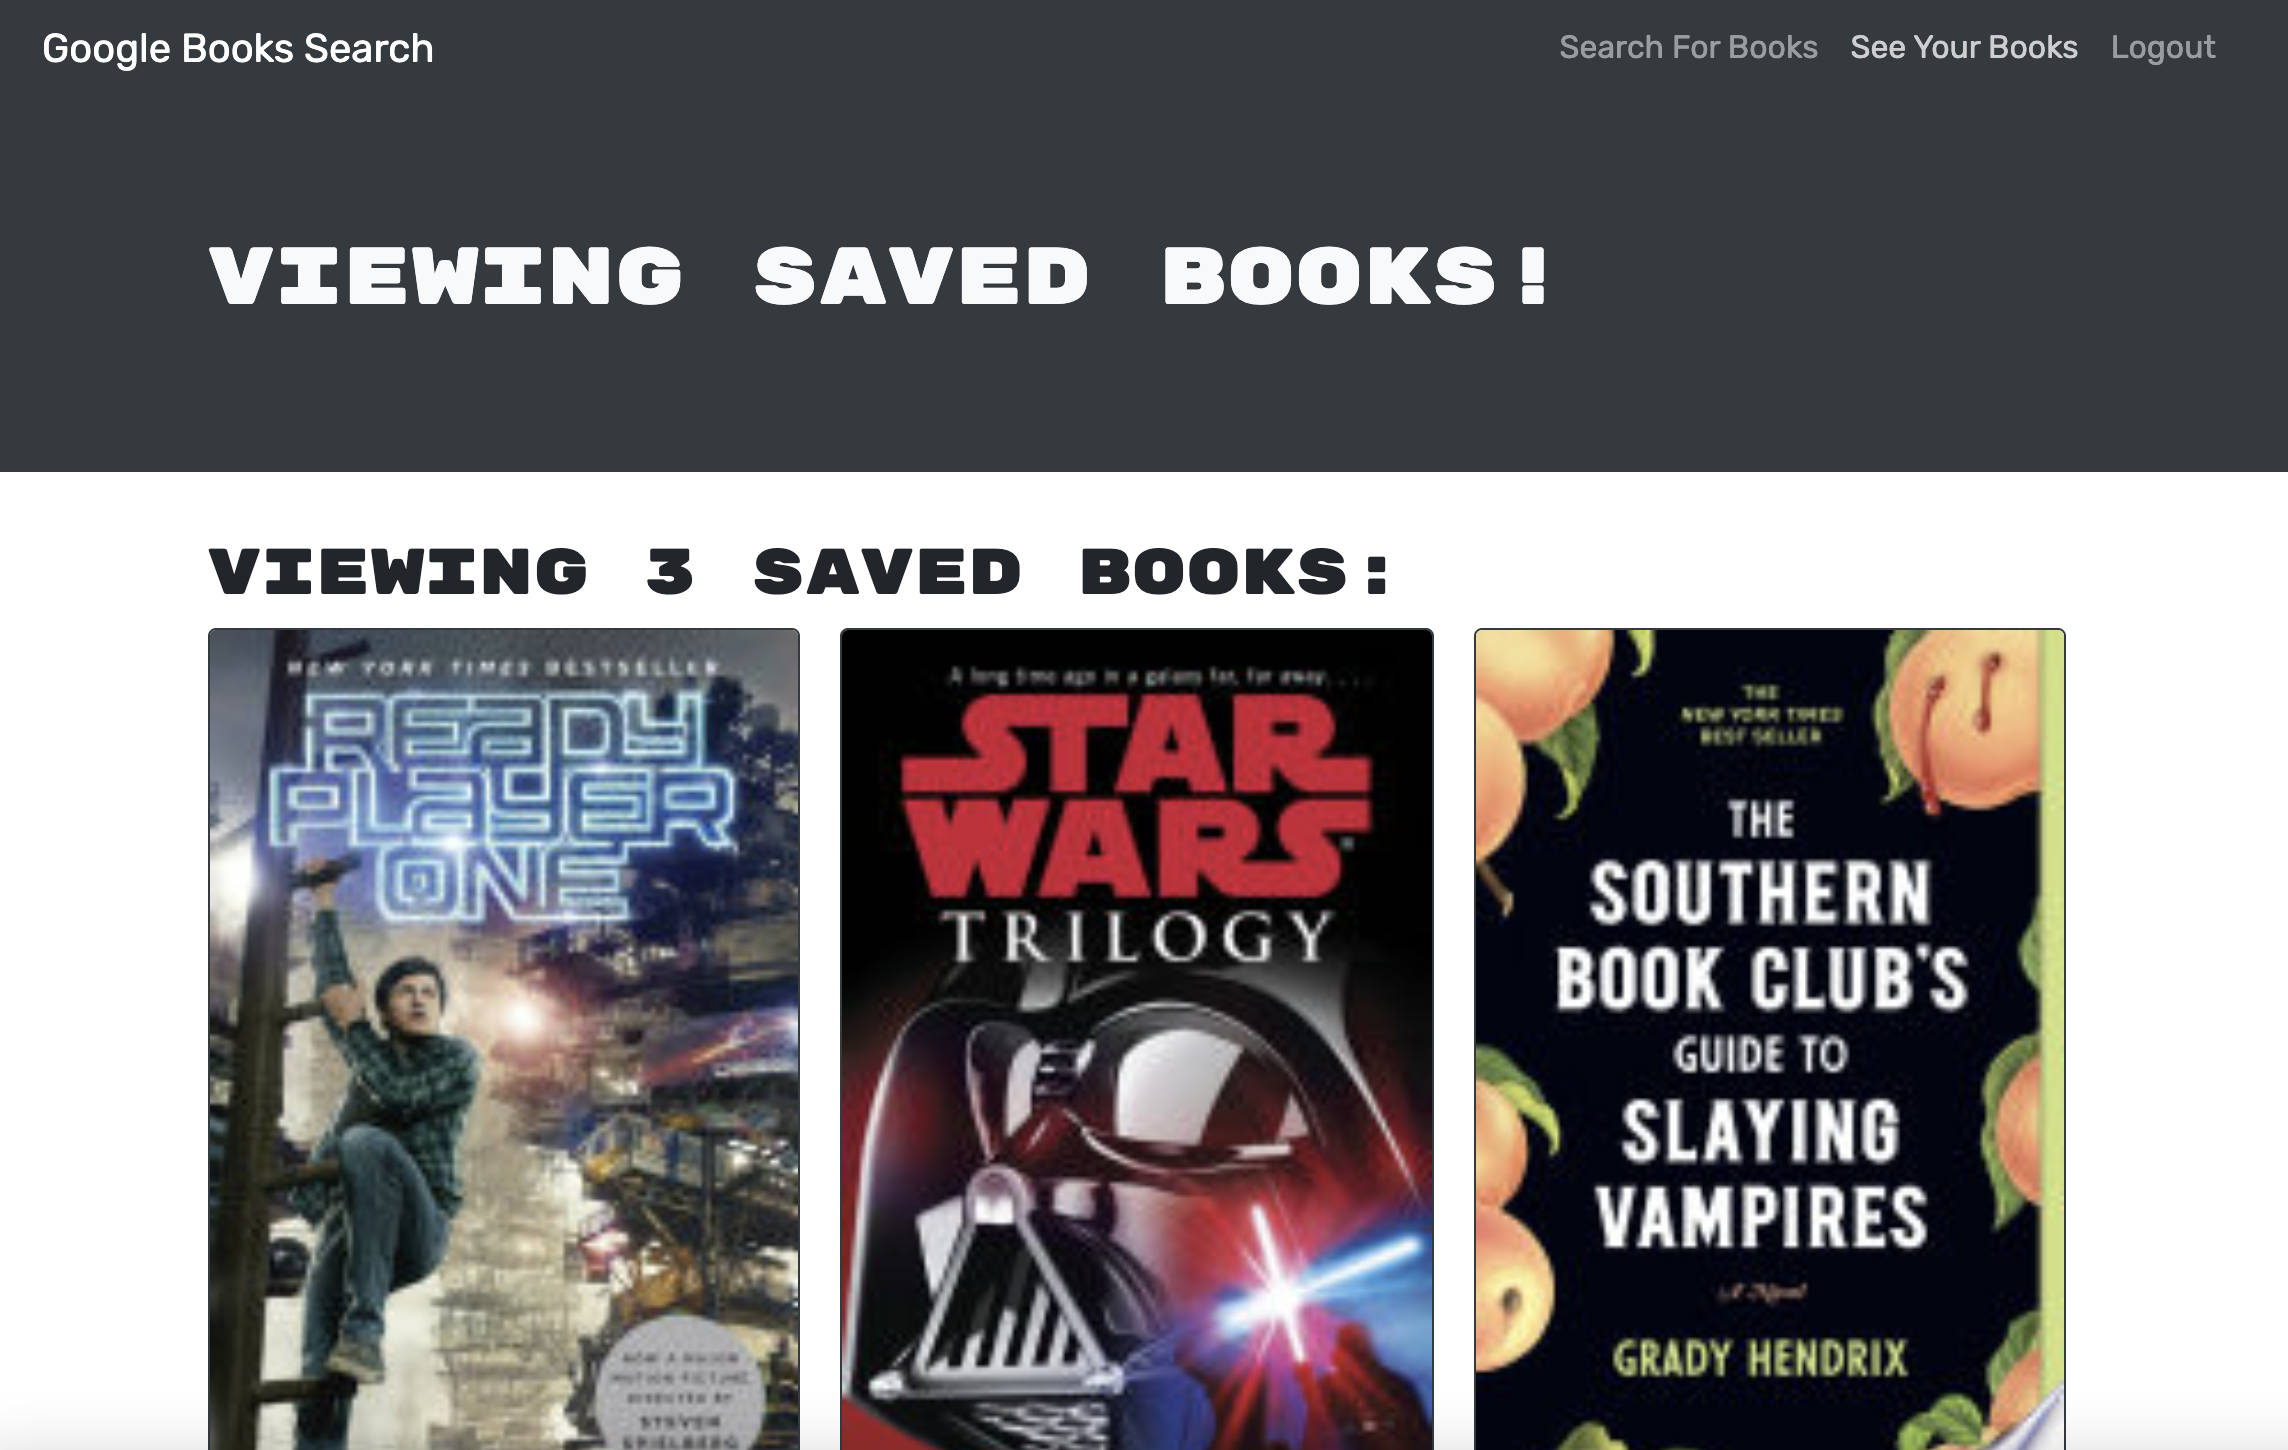 Google Books Search
Search For Books
See Your Books
Logout
VIEWING SAVED BOOKS!
VIEWING 3 SAVED BOOKS:
NEW YORK TIMES BESTSELLER
READY
PLAYER
ONE
NOW A MAJOR
MOTION PICTURE
DIRECTED BY
STEVEN
SPIELBERG
A long time ago in a galaxy far, far away. . . .
STAR
WARS
TRILOGY
THE
NEW YORK TIMES
BEST SELLER
THE
SOUTHERN
BOOK CLUB'S
GUIDE TO
SLAYING
VAMPIRES
A Novel
GRADY HENDRIX